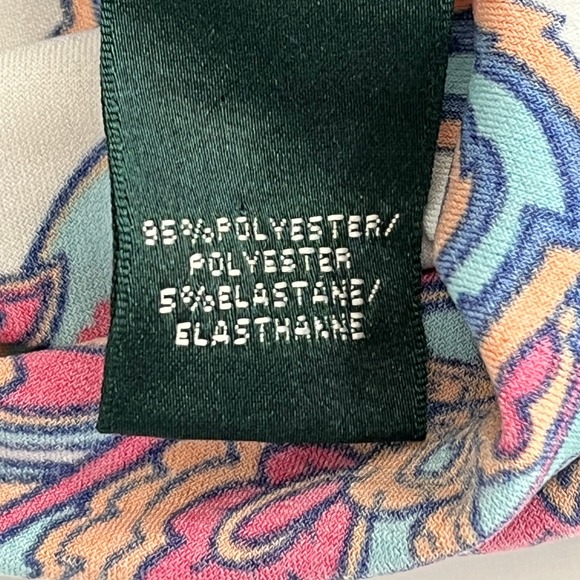 95%POLYESTER/
POLYESTER
5%ELASTANE/
ELASTHANNE